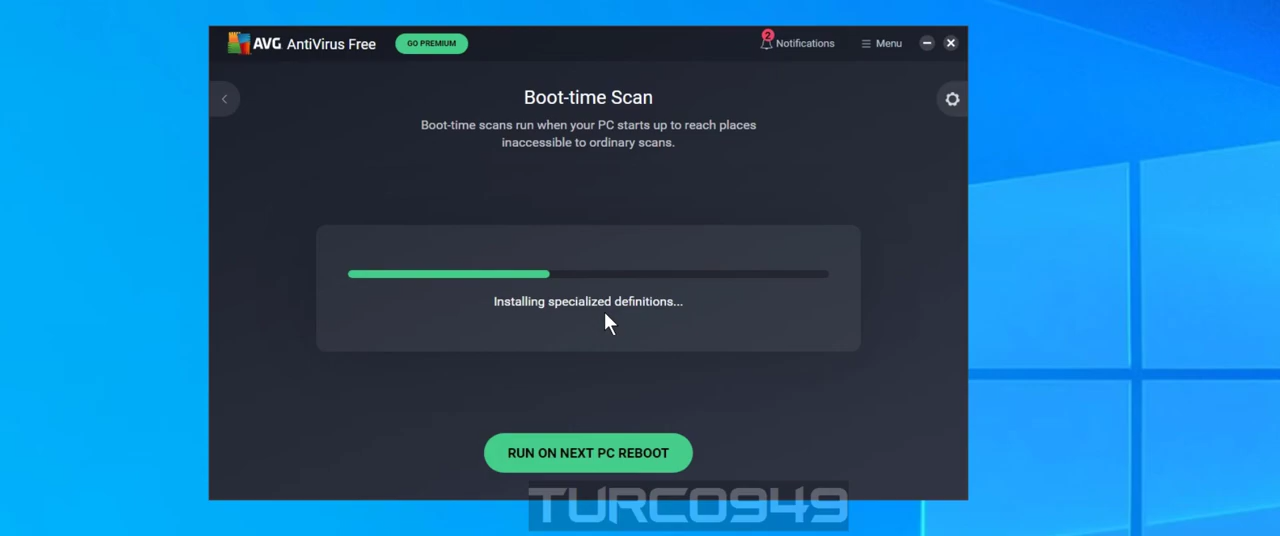 AVG AntiVirus Free
GO PREMIUM
2
Notifications
Menu
Boot-time Scan
Boot-time scans run when your PC starts up to reach places
inaccessible to ordinary scans.
Installing specialized definitions...
RUN ON NEXT PC REBOOT
TURCO949